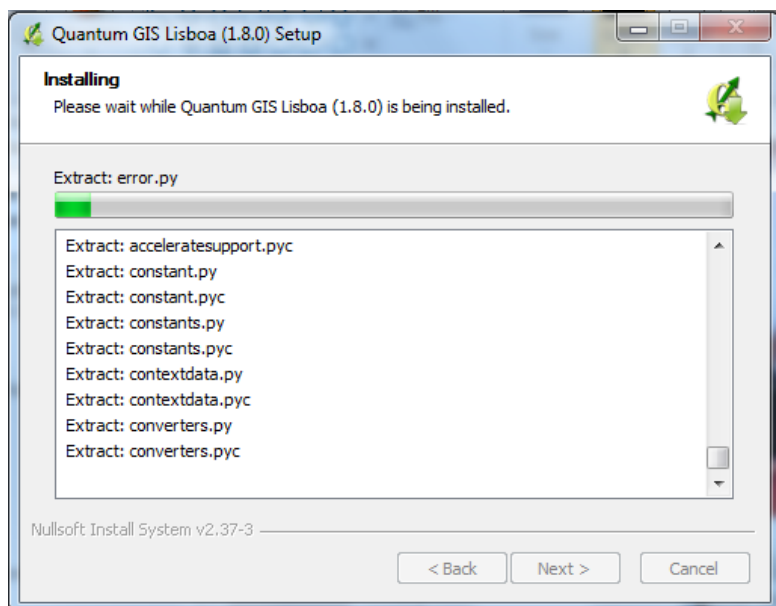 Quantum GIS Lisboa (1.8.0) Setup
Installing
Please wait while Quantum GIS Lisboa (1.8.0) is being installed.
Extract: error.py
Extract: acceleratesupport.pyc
Extract: constant.py
Extract: constant.pyc
Extract: constants.py
Extract: constants.pyc
Extract: contextdata.py
Extract: contextdata.pyc
Extract: converters.py
Extract: converters.pyc
Nullsoft Install System v2.37-3
< Back Next > Cancel